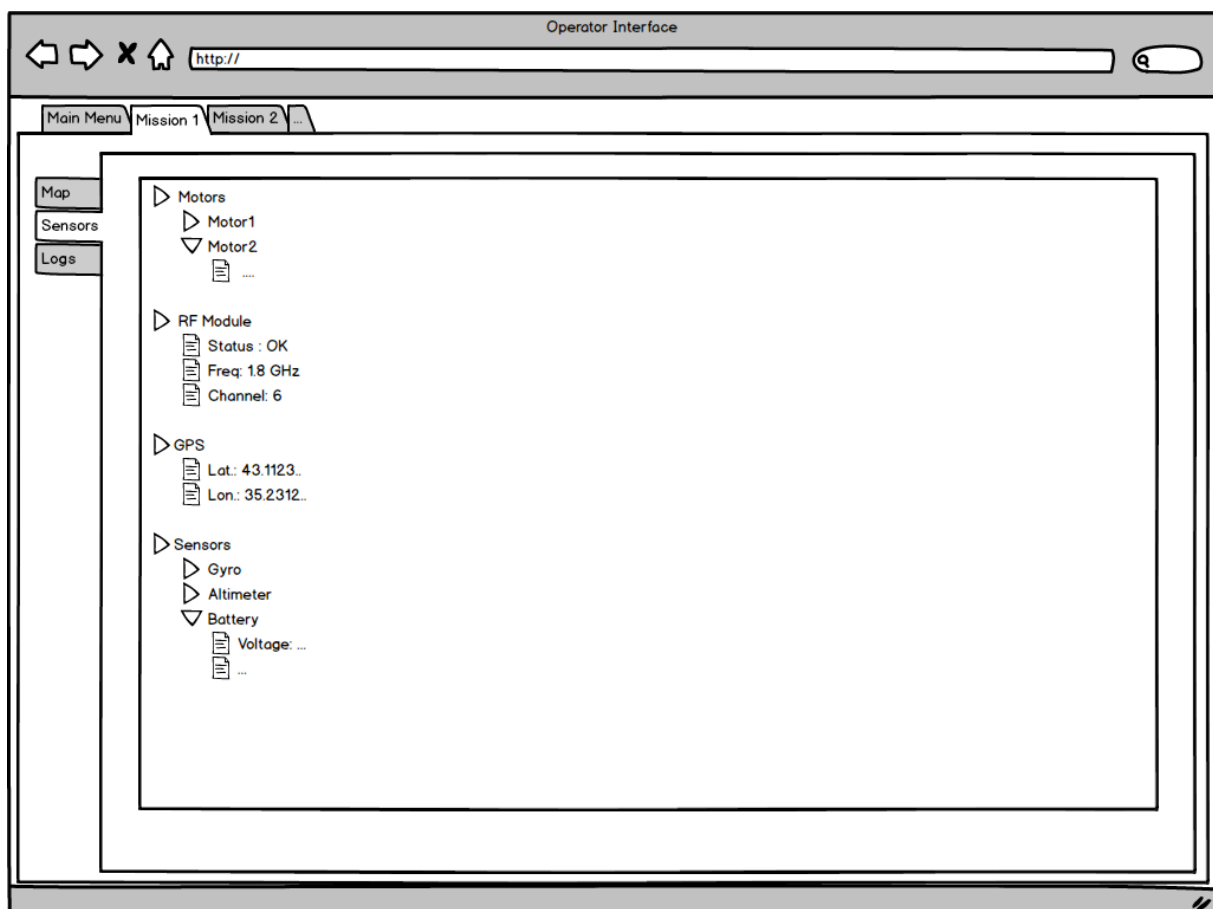 Operator Interface
http://
Main Menu Mission 1 Mission 2 ...
Map
Sensors
Logs
Motors
Motor1
Motor2
....
RF Module
Status : OK
Freq: 1.8 GHz
Channel: 6
GPS
Lat.: 43.1123..
Lon.: 35.2312..
Sensors
Gyro
Altimeter
Battery
Voltage: ...
...